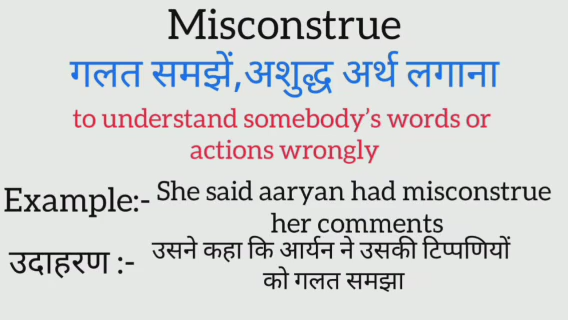 Misconstrue
गलत समझें,अशुद्ध अर्थ लगाना
to understand somebody's words or
actions wrongly
Example:- She said aaryan had misconstrue
her comments
उदाहरण :- उसने कहा कि आर्यन ने उसकी टिप्पणियों
को गलत समझा